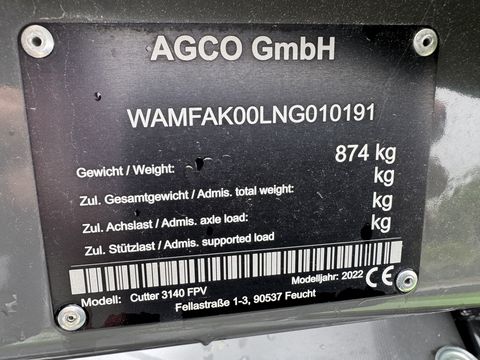 AGCO GmbH
WAMFAK00LNG010191
Gewicht / Weight: 874 kg
Zul. Gesamtgewicht / Admis. total weight: kg
Zul. Achslast / Admis. axle load: kg
Zul. Stützlast / Admis. supported load kg
Modell: Cutter 3140 FPV Modelljahr: 2022 CE
Fellastraße 1-3, 90537 Feucht